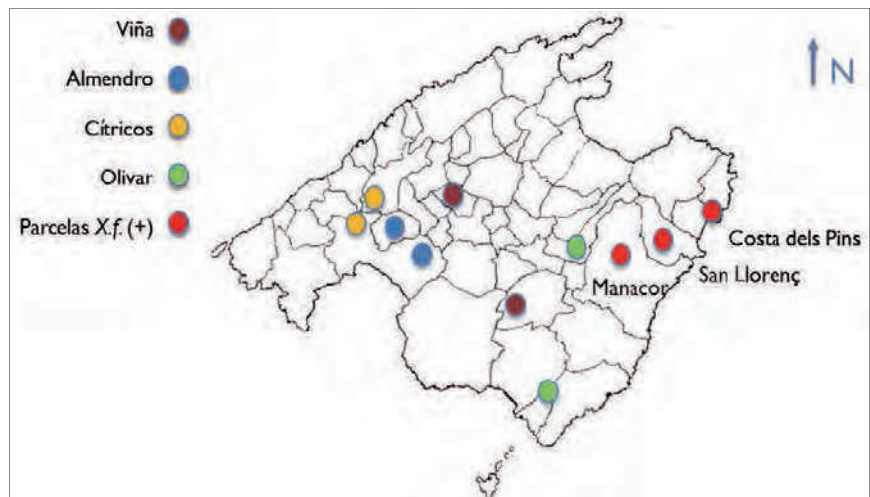 Viña
Almendro
Cítricos
Olivar
Parcelas X.f. (+)
N
Costa dels Pins
San Llorenç
Manacor